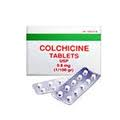 COLCHICINE
TABLETS
USP
0.6 mg
(1/100 gr)